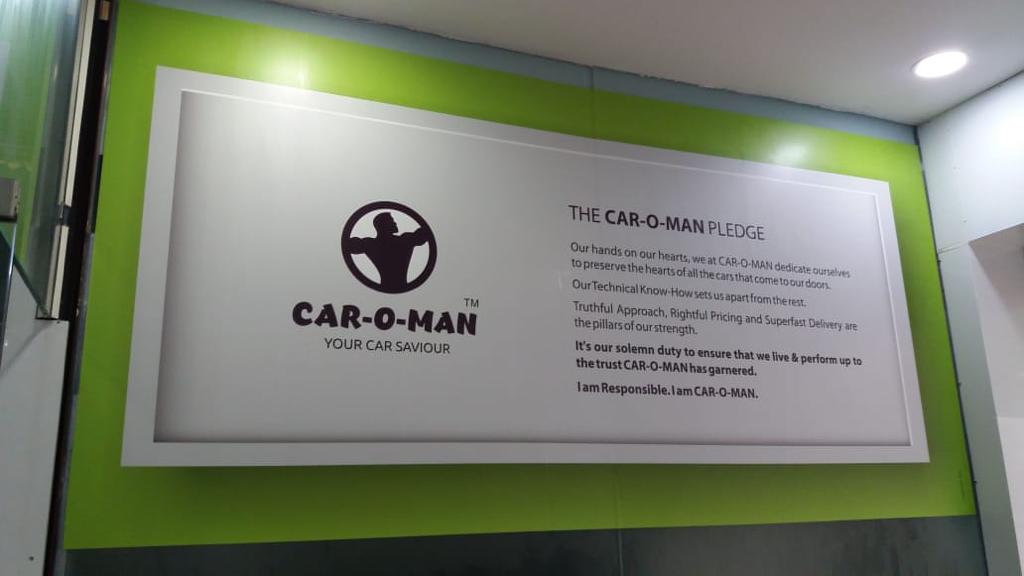 CAR-O-MAN
TM
YOUR CAR SAVIOUR
THE CAR-O-MAN PLEDGE
Our hands on our hearts, we at CAR-O-MAN dedicate ourselves
to preserve the hearts of all the cars that come to our doors.
Our Technical Know-How sets us apart from the rest.
Truthful Approach, Rightful Pricing and Superfast Delivery are
the pillars of our strength.
It's our solemn duty to ensure that we live & perform up to
the trust CAR-O-MAN has garnered.
I am Responsible. I am CAR-O-MAN.